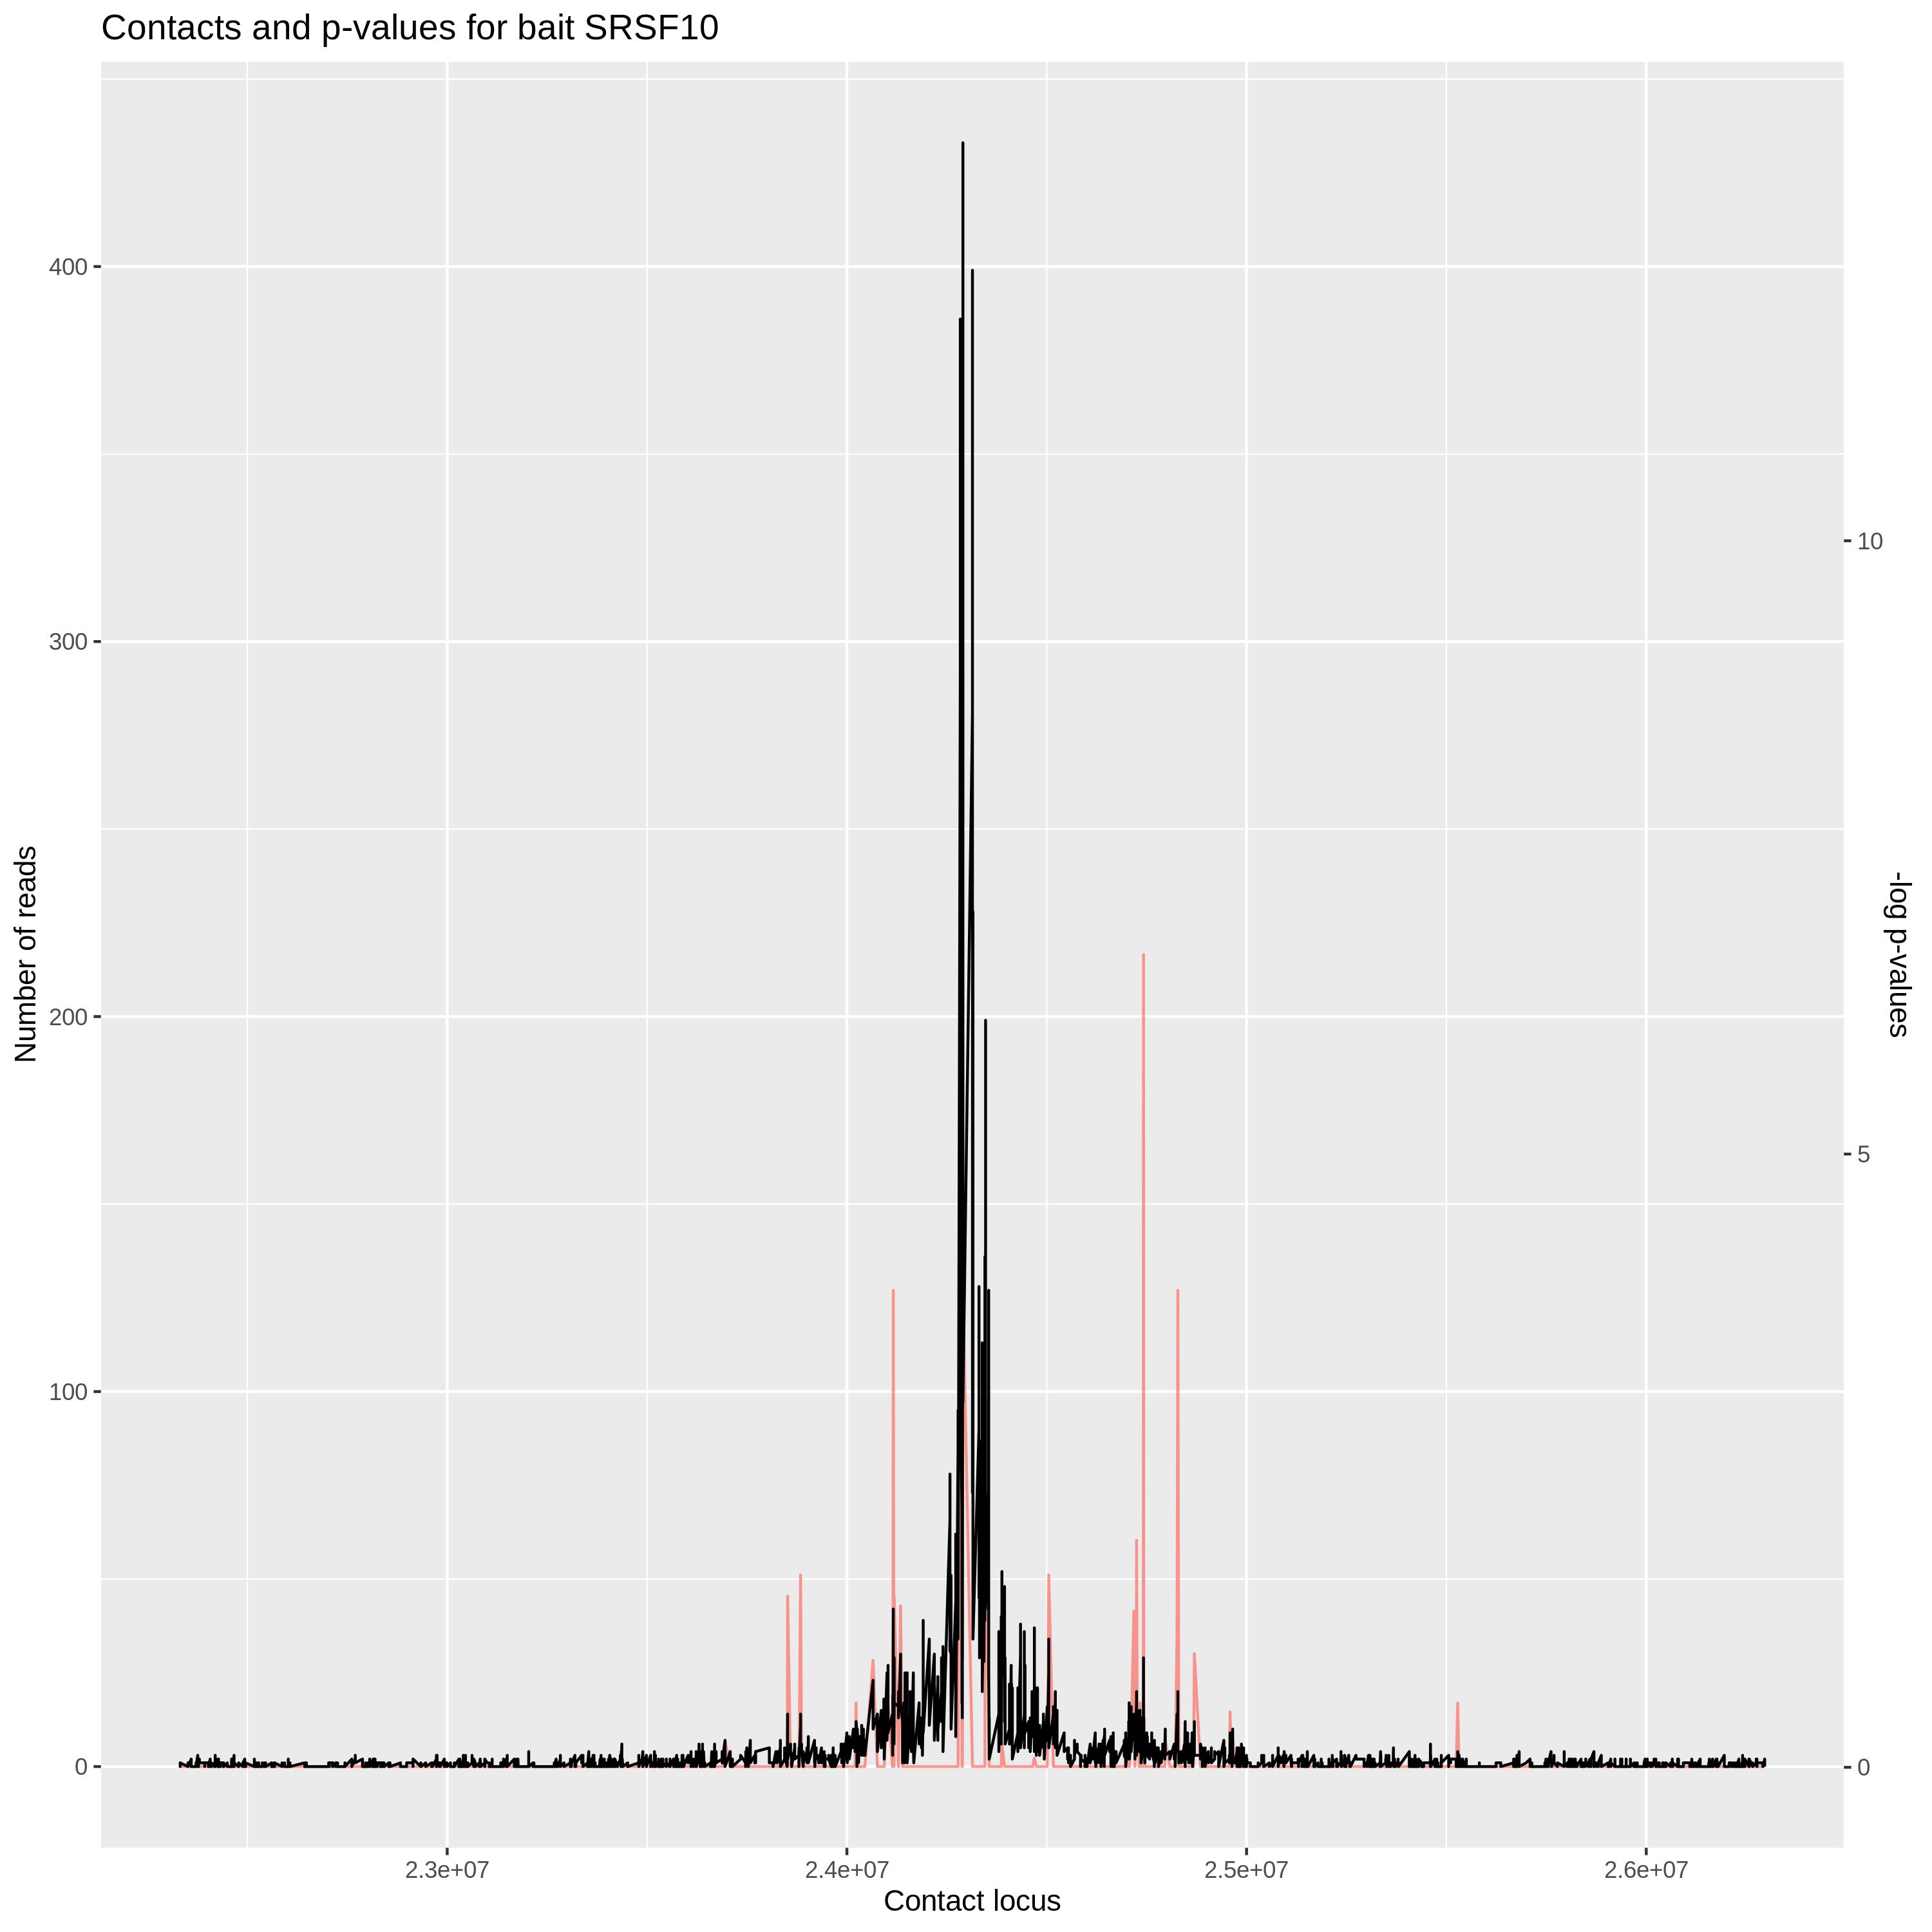 Contacts and p-values for bait SRSF10
Number of reads
400
300
200
100
0
10
5
0
-log p-values
2.3e+07
2.4e+07
2.5e+07
2.6e+07
Contact locus